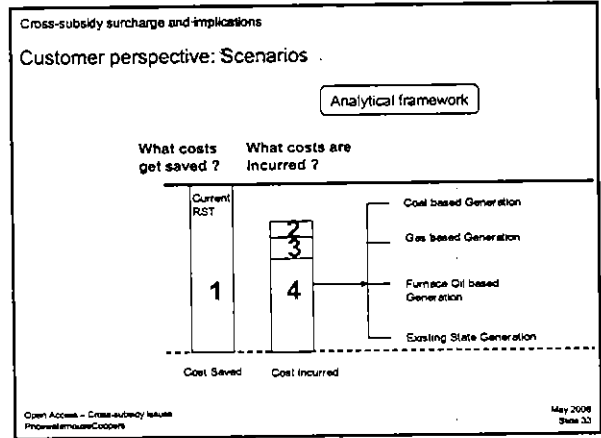 Cross-subsidy surcharge and implications
Customer perspective: Scenarios
Analytical framework
What costs get saved ?
What costs are incurred ?
Current RST
1
2
3
4
Coal based Generation
Gas based Generation
Furnace Oil based Generation
Existing State Generation
Cost Saved
Cost Incurred
Open Access – Cross-subsidy issues
PricewaterhouseCoopers
May 2006
Slide 33